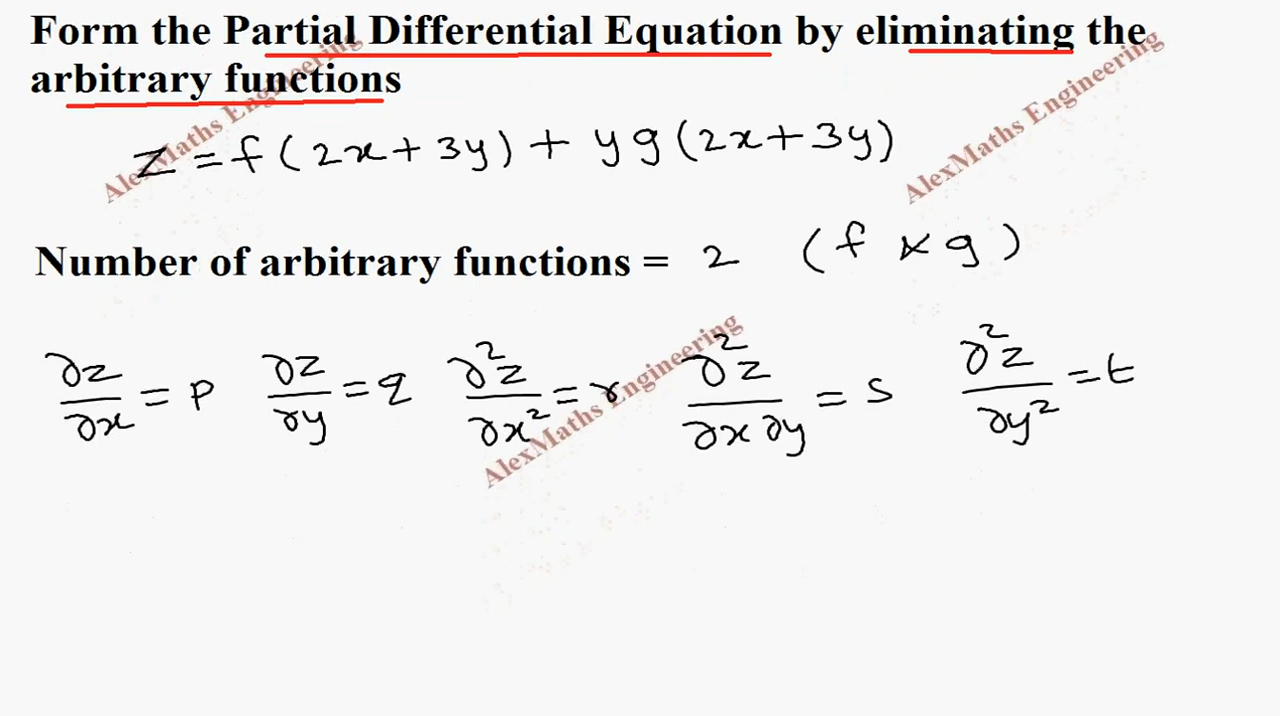 Form the Partial Differential Equation by eliminating the
arbitrary functions
z = f(2x+3y) + yg(2x+3y)
Number of arbitrary functions = 2 (f & g)
∂z/∂x = p ∂z/∂y = q ∂²z/∂x² = r ∂²z/∂x∂y = s ∂²z/∂y² = t
AlexMaths Engineering
AlexMaths Engineering
AlexMaths Engineering